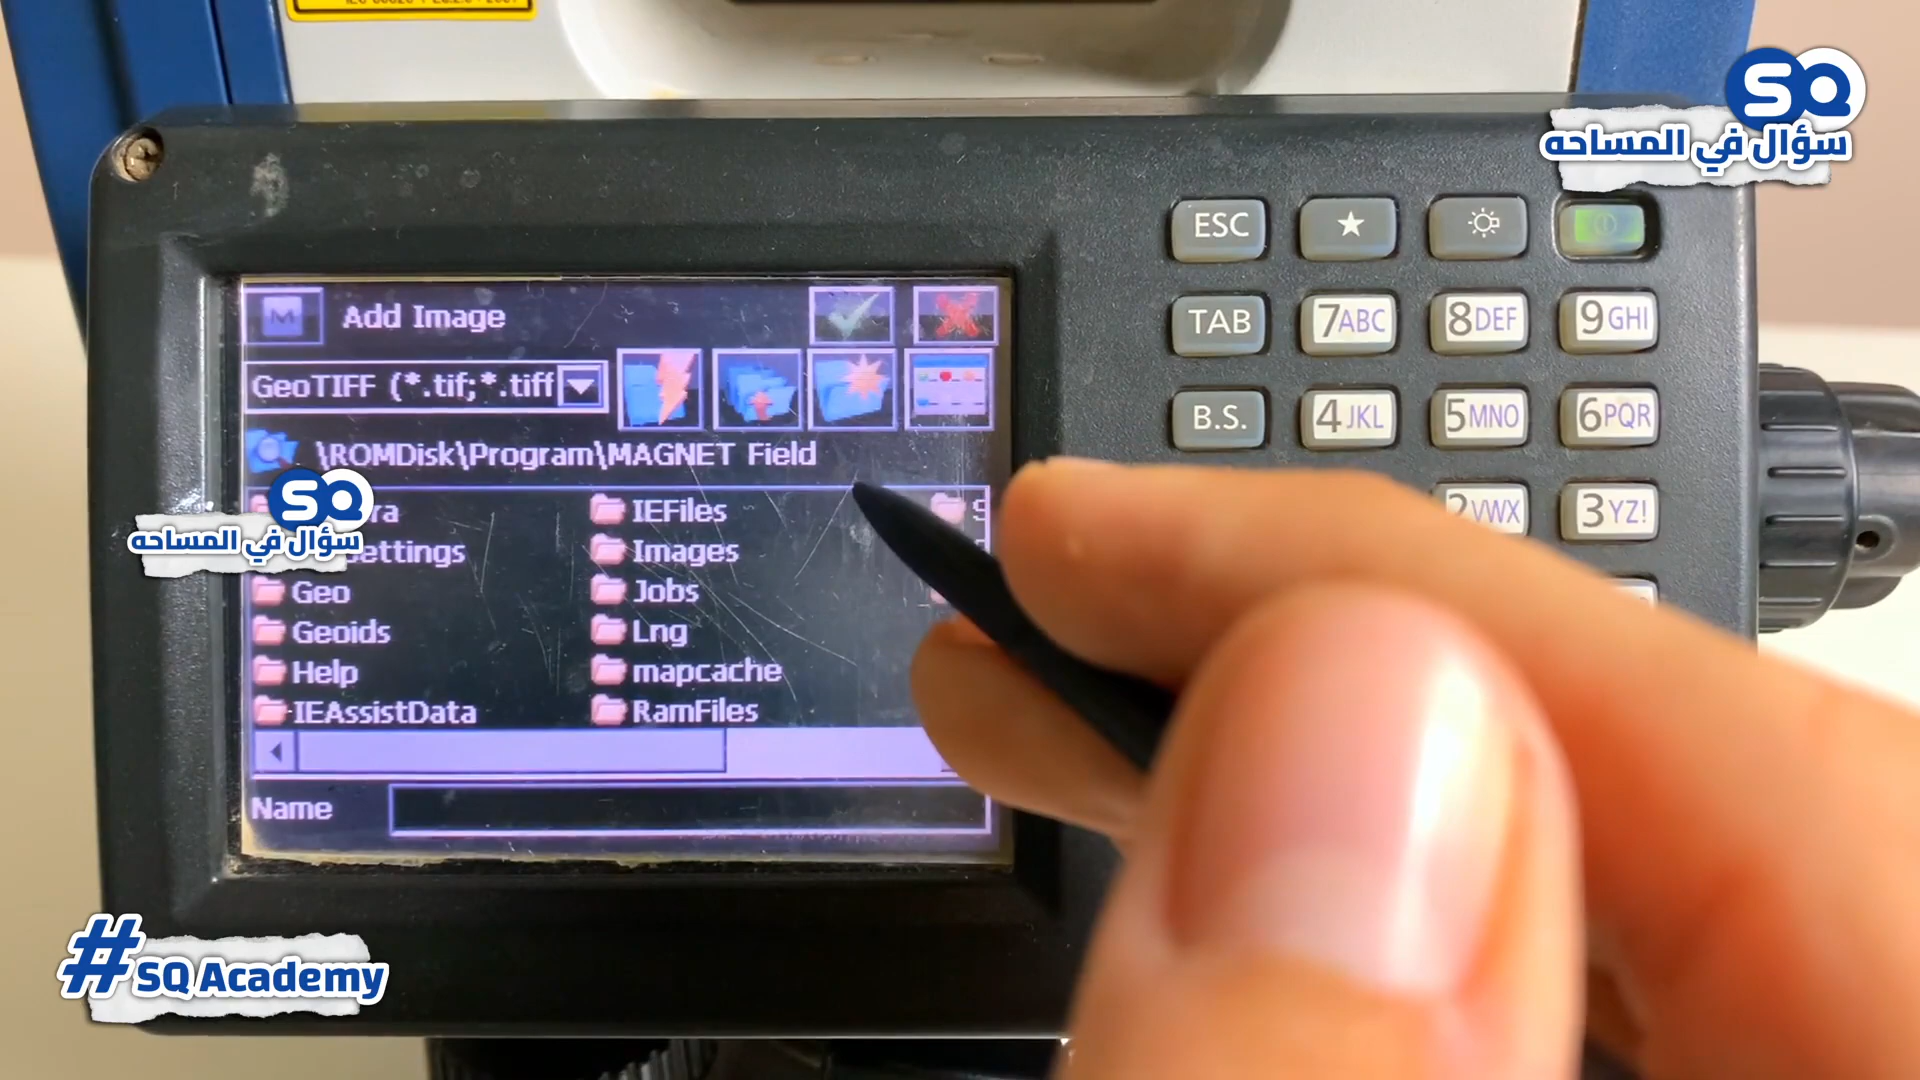 SQ
سؤال في المساحه
ESC
TAB
7ABC
8DEF
9GHI
B.S.
4JKL
5MNO
6PQR
2VWX
3YZ!
M
Add Image
GeoTIFF (*.tif;*.tiff
\ROMDisk\Program\MAGNET Field
IEFiles
Images
Geo
Jobs
Geoids
Lng
Help
mapcache
IEAssistData
RamFiles
Name
SQ
سؤال في المساحه
#SQ Academy